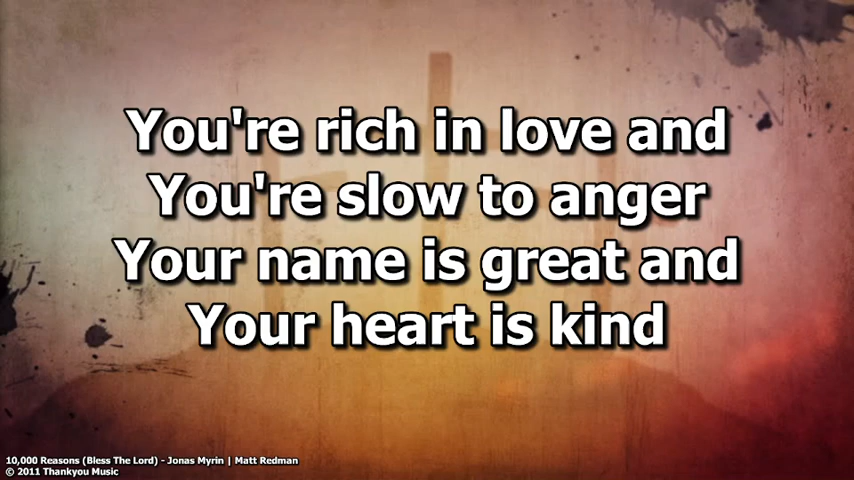 You're rich in love and
You're slow to anger
Your name is great and
Your heart is kind
10,000 Reasons (Bless The Lord) - Jonas Myrin | Matt Redman
© 2011 Thankyou Music